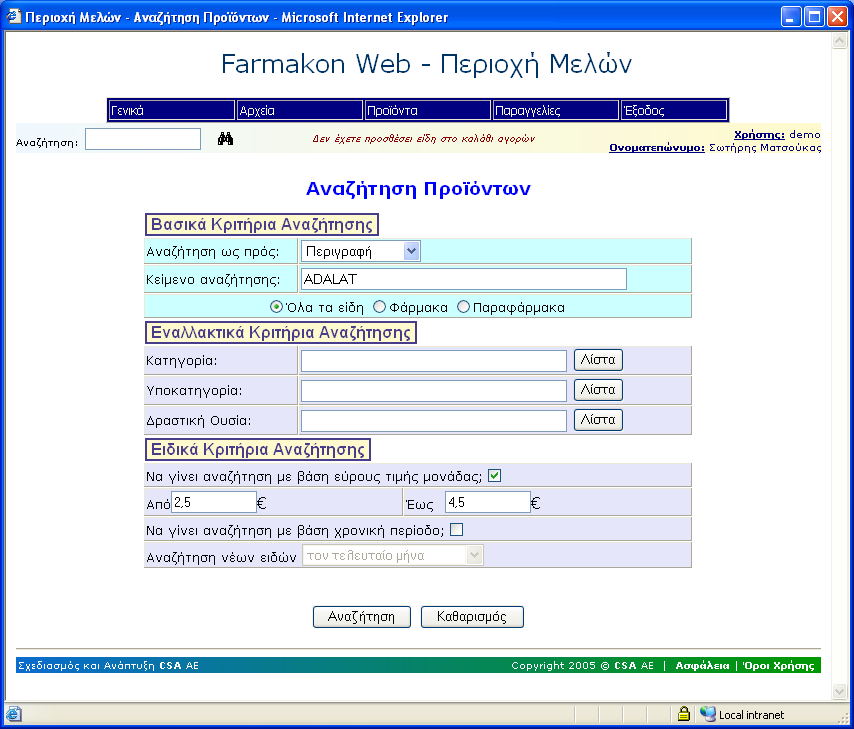 Περιοχή Μελών - Αναζήτηση Προϊόντων - Microsoft Internet Explorer
Farmakon Web - Περιοχή Μελών
Γενικά Αρχεία Προϊόντα Παραγγελίες Έξοδος
Αναζήτηση: Δεν έχετε προσθέσει είδη στο καλάθι αγορών Χρήστης: demo
Ονοματεπώνυμο: Σωτήρης Ματσούκας
Αναζήτηση Προϊόντων
Βασικά Κριτήρια Αναζήτησης
Αναζήτηση ως πρός: Περιγραφή
Κείμενο αναζήτησης: ADALAT
Όλα τα είδη Φάρμακα Παραφάρμακα
Εναλλακτικά Κριτήρια Αναζήτησης
Κατηγορία: Λίστα
Υποκατηγορία: Λίστα
Δραστική Ουσία: Λίστα
Ειδικά Κριτήρια Αναζήτησης
Να γίνει αναζήτηση με βάση εύρους τιμής μονάδας;
Από 2,5 € Έως 4,5 €
Να γίνει αναζήτηση με βάση χρονική περίοδο;
Αναζήτηση νέων ειδών τον τελευταίο μήνα
Αναζήτηση Καθαρισμός
Σχεδιασμός και Ανάπτυξη CSA AE Copyright 2005 © CSA AE | Ασφάλεια | Όροι Χρήσης
Local intranet